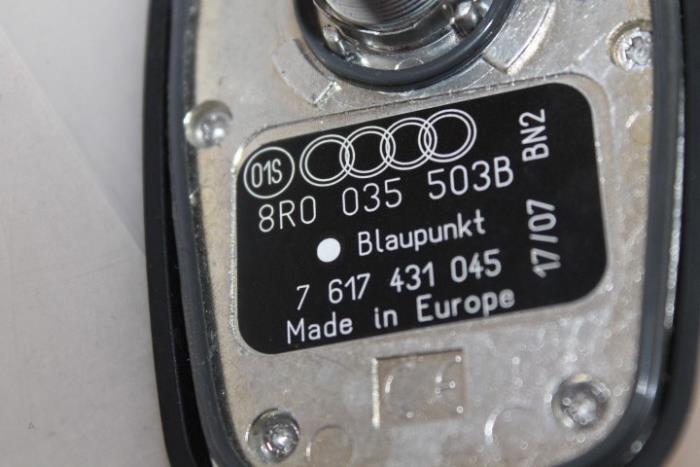 01S
8R0 035 503B
Blaupunkt
7 617 431 045
Made in Europe
17/07 BN2